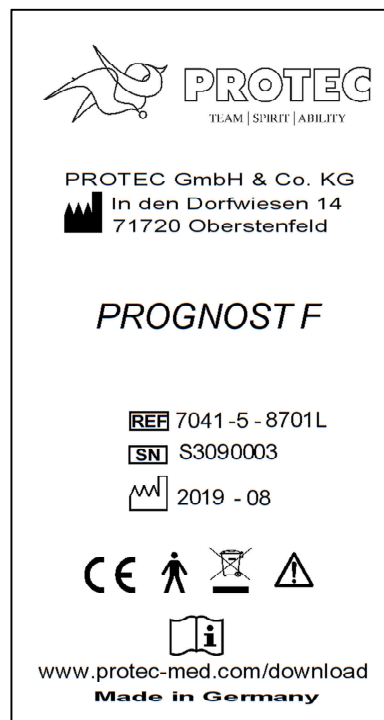 PROTEC
TEAM | SPIRIT | ABILITY
PROTEC GmbH & Co. KG
In den Dorfwiesen 14
71720 Oberstenfeld
PROGNOST F
REF 7041-5-8701L
SN S3090003
2019-08
CE
i
www.protec-med.com/download
Made in Germany